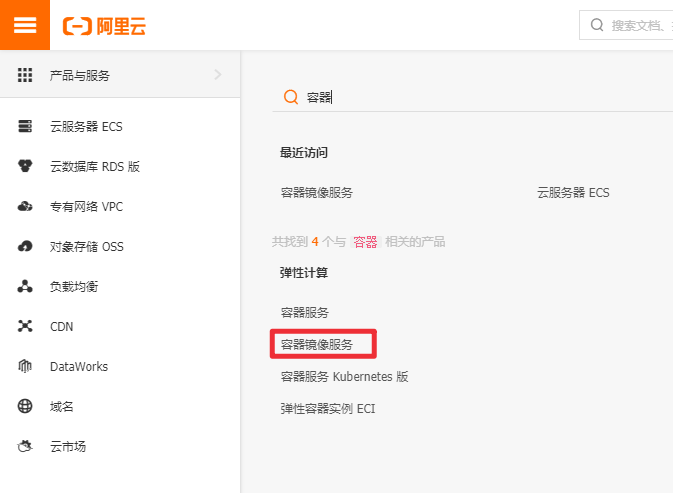 阿里云
搜索文档、
产品与服务
云服务器 ECS
云数据库 RDS 版
专有网络 VPC
对象存储 OSS
负载均衡
CDN
DataWorks
域名
云市场
容器
最近访问
容器镜像服务 云服务器 ECS
共找到 4 个与 容器 相关的产品
弹性计算
容器服务
容器镜像服务
容器服务 Kubernetes 版
弹性容器实例 ECI